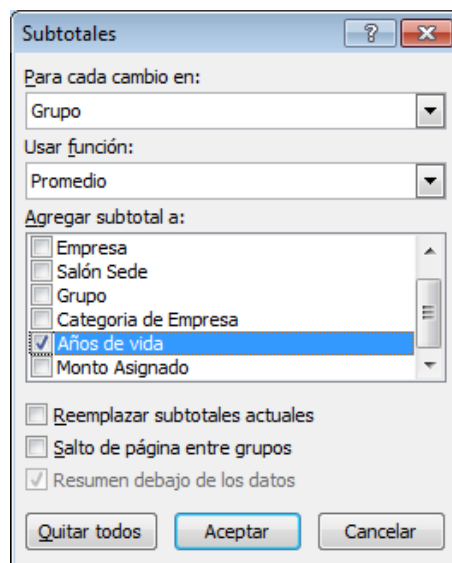 Subtotales
Para cada cambio en:
Grupo
Usar función:
Promedio
Agregar subtotal a:
Empresa
Salón Sede
Grupo
Categoria de Empresa
Años de vida
Monto Asignado
Reemplazar subtotales actuales
Salto de página entre grupos
Resumen debajo de los datos
Quitar todos Aceptar Cancelar